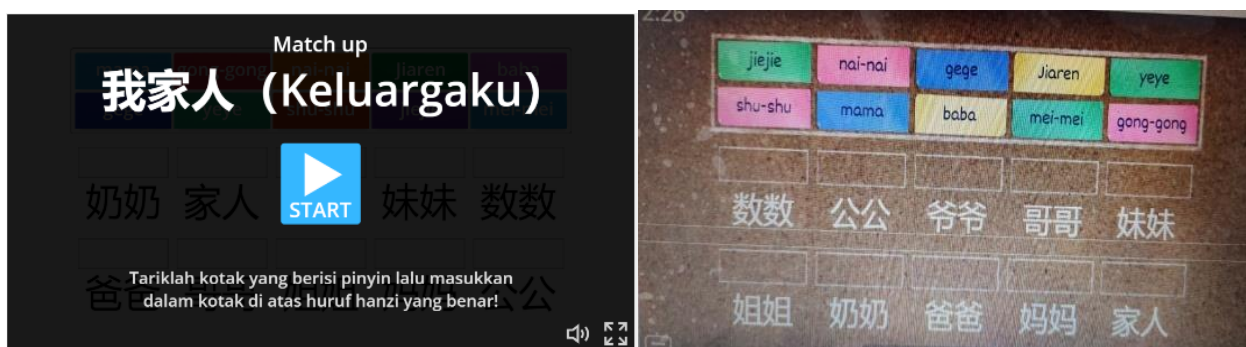 Match up
我家人（Keluargaku）
START
奶奶 家人 妹妹 数数
Tariklah kotak yang berisi pinyin lalu masukkan
dalam kotak di atas huruf hanzi yang benar!
2:26
jiejie nai-nai gege Jiaren yeye
shu-shu mama baba mei-mei gong-gong
数数 公公 爷爷 哥哥 妹妹
姐姐 奶奶 爸爸 妈妈 家人